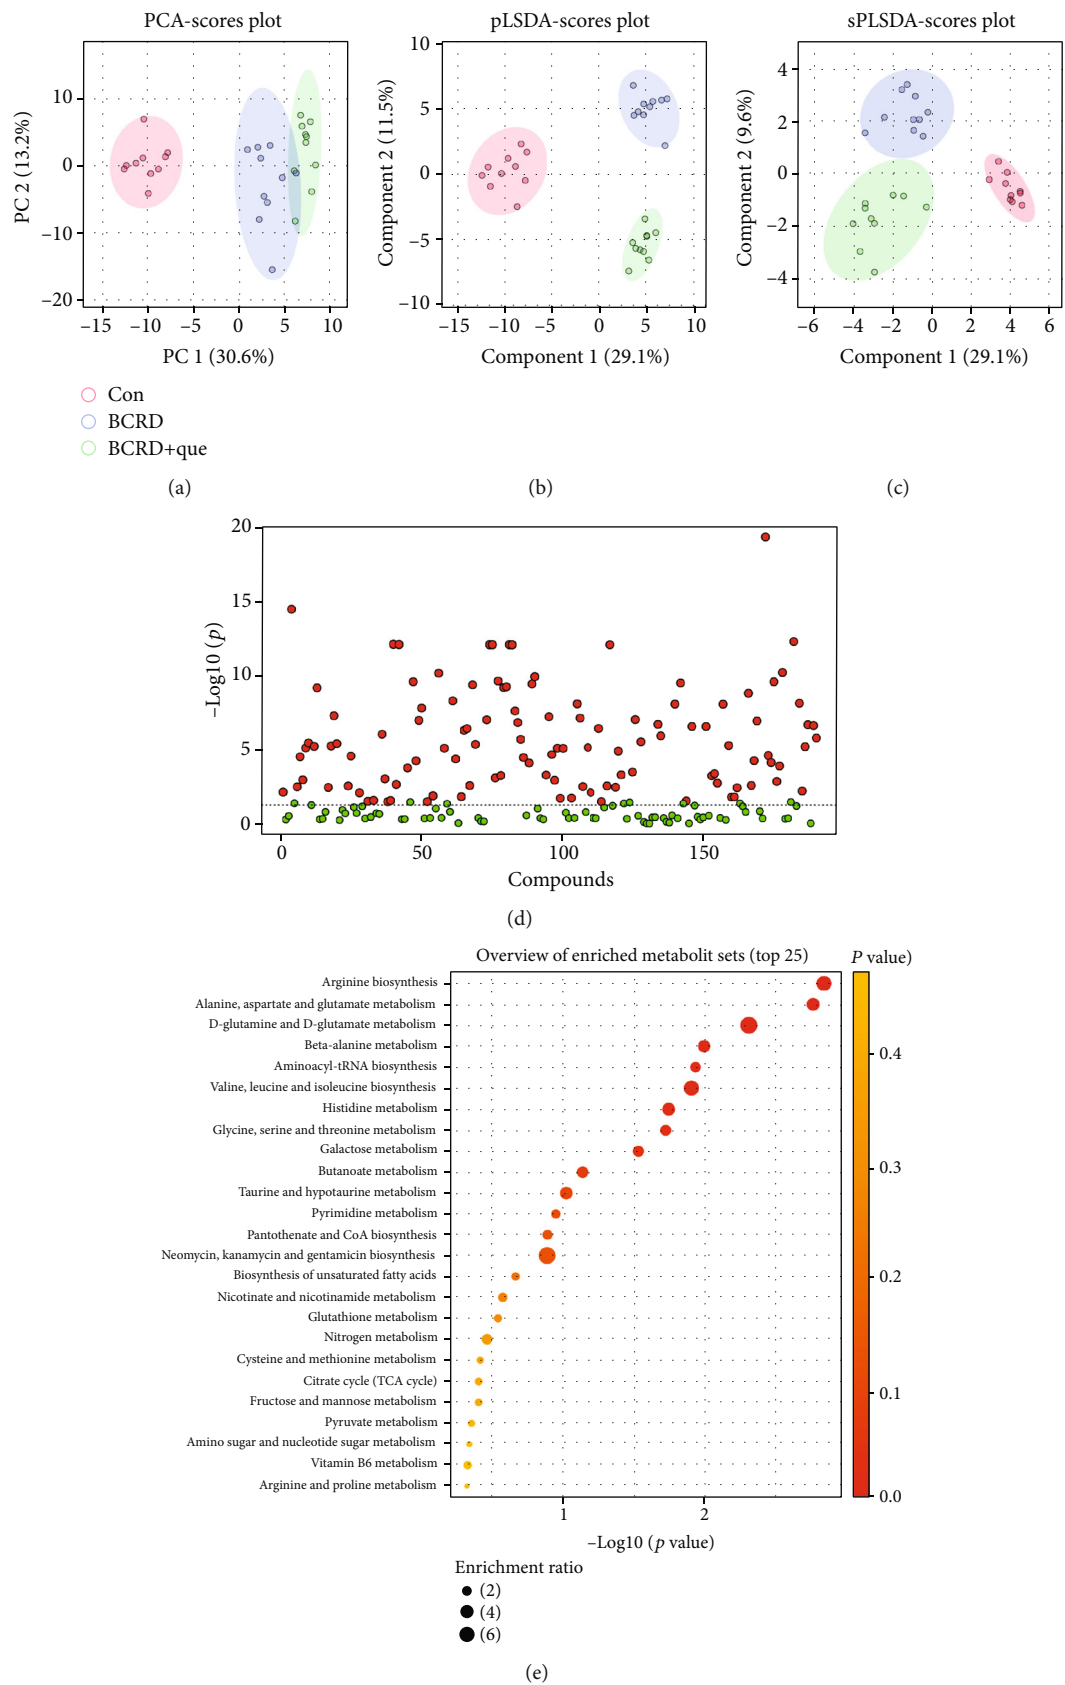 PCA-scores plot
PC 2 (13.2%)
10
0
−10
−20
−15
−10
−5
0
5
10
PC 1 (30.6%)
pLSDA-scores plot
Component 2 (11.5%)
10
5
0
−5
−10
−15
−10
−5
0
5
10
Component 1 (29.1%)
sPLSDA-scores plot
Component 2 (9.6%)
4
2
0
−2
−4
−6
−4
−2
0
2
4
6
Component 1 (29.1%)
Con
BCRD
BCRD+que
(a)
(b)
(c)
−Log10 (p)
20
15
10
5
0
0
50
100
150
Compounds
(d)
Overview of enriched metabolit sets (top 25)
P value)
Arginine biosynthesis
Alanine, aspartate and glutamate metabolism
D-glutamine and D-glutamate metabolism
Beta-alanine metabolism
Aminoacyl-tRNA biosynthesis
Valine, leucine and isoleucine biosynthesis
Histidine metabolism
Glycine, serine and threonine metabolism
Galactose metabolism
Butanoate metabolism
Taurine and hypotaurine metabolism
Pyrimidine metabolism
Pantothenate and CoA biosynthesis
Neomycin, kanamycin and gentamicin biosynthesis
Biosynthesis of unsaturated fatty acids
Nicotinate and nicotinamide metabolism
Glutathione metabolism
Nitrogen metabolism
Cysteine and methionine metabolism
Citrate cycle (TCA cycle)
Fructose and mannose metabolism
Pyruvate metabolism
Amino sugar and nucleotide sugar metabolism
Vitamin B6 metabolism
Arginine and proline metabolism
0.4
0.3
0.2
0.1
0.0
1
2
−Log10 (p value)
Enrichment ratio
(2)
(4)
(6)
(e)